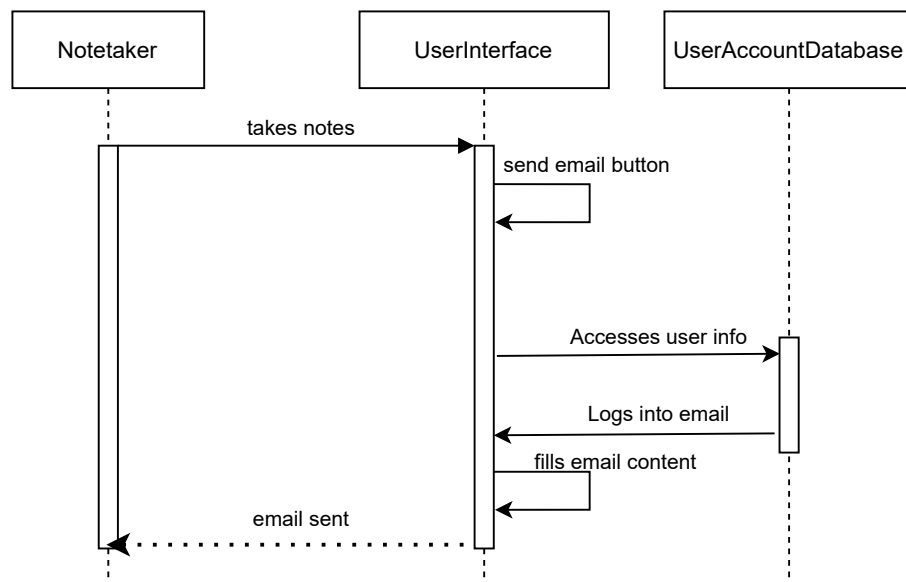 Notetaker
UserInterface
UserAccountDatabase
takes notes
send email button
Accesses user info
Logs into email
fills email content
email sent